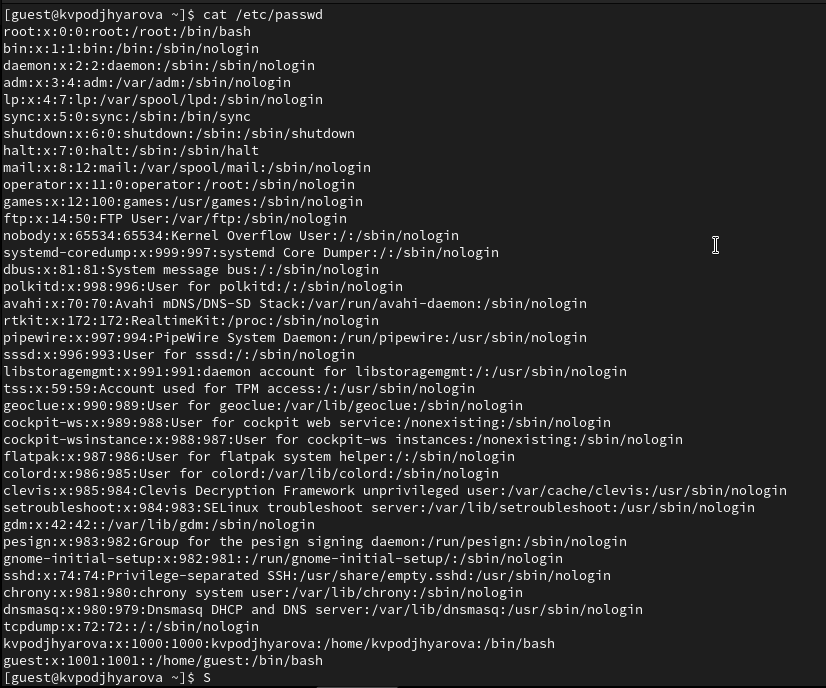 [guest@kvpodjhyarova ~]$ cat /etc/passwd
root:x:0:0:root:/root:/bin/bash
bin:x:1:1:bin:/bin:/sbin/nologin
daemon:x:2:2:daemon:/sbin:/sbin/nologin
adm:x:3:4:adm:/var/adm:/sbin/nologin
lp:x:4:7:lp:/var/spool/lpd:/sbin/nologin
sync:x:5:0:sync:/sbin:/bin/sync
shutdown:x:6:0:shutdown:/sbin:/sbin/shutdown
halt:x:7:0:halt:/sbin:/sbin/halt
mail:x:8:12:mail:/var/spool/mail:/sbin/nologin
operator:x:11:0:operator:/root:/sbin/nologin
games:x:12:100:games:/usr/games:/sbin/nologin
ftp:x:14:50:FTP User:/var/ftp:/sbin/nologin
nobody:x:65534:65534:Kernel Overflow User:/:/sbin/nologin
systemd-coredump:x:999:997:systemd Core Dumper:/:/sbin/nologin
dbus:x:81:81:System message bus:/:/sbin/nologin
polkitd:x:998:996:User for polkitd:/:/sbin/nologin
avahi:x:70:70:Avahi mDNS/DNS-SD Stack:/var/run/avahi-daemon:/sbin/nologin
rtkit:x:172:172:RealtimeKit:/proc:/sbin/nologin
pipewire:x:997:994:PipeWire System Daemon:/run/pipewire:/usr/sbin/nologin
sssd:x:996:993:User for sssd:/:/sbin/nologin
libstoragemgmt:x:991:991:daemon account for libstoragemgmt:/:/usr/sbin/nologin
tss:x:59:59:Account used for TPM access:/:/usr/sbin/nologin
geoclue:x:990:989:User for geoclue:/var/lib/geoclue:/sbin/nologin
cockpit-ws:x:989:988:User for cockpit web service:/nonexisting:/sbin/nologin
cockpit-wsinstance:x:988:987:User for cockpit-ws instances:/nonexisting:/sbin/nologin
flatpak:x:987:986:User for flatpak system helper:/:/sbin/nologin
colord:x:986:985:User for colord:/var/lib/colord:/sbin/nologin
clevis:x:985:984:Clevis Decryption Framework unprivileged user:/var/cache/clevis:/usr/sbin/nologin
setroubleshoot:x:984:983:SELinux troubleshoot server:/var/lib/setroubleshoot:/usr/sbin/nologin
gdm:x:42:42::/var/lib/gdm:/sbin/nologin
pesign:x:983:982:Group for the pesign signing daemon:/run/pesign:/sbin/nologin
gnome-initial-setup:x:982:981::/run/gnome-initial-setup/:/sbin/nologin
sshd:x:74:74:Privilege-separated SSH:/usr/share/empty.sshd:/usr/sbin/nologin
chrony:x:981:980:chrony system user:/var/lib/chrony:/sbin/nologin
dnsmasq:x:980:979:Dnsmasq DHCP and DNS server:/var/lib/dnsmasq:/usr/sbin/nologin
tcpdump:x:72:72::/:/sbin/nologin
kvpodjhyarova:x:1000:1000:kvpodjhyarova:/home/kvpodjhyarova:/bin/bash
guest:x:1001:1001::/home/guest:/bin/bash
[guest@kvpodjhyarova ~]$ S